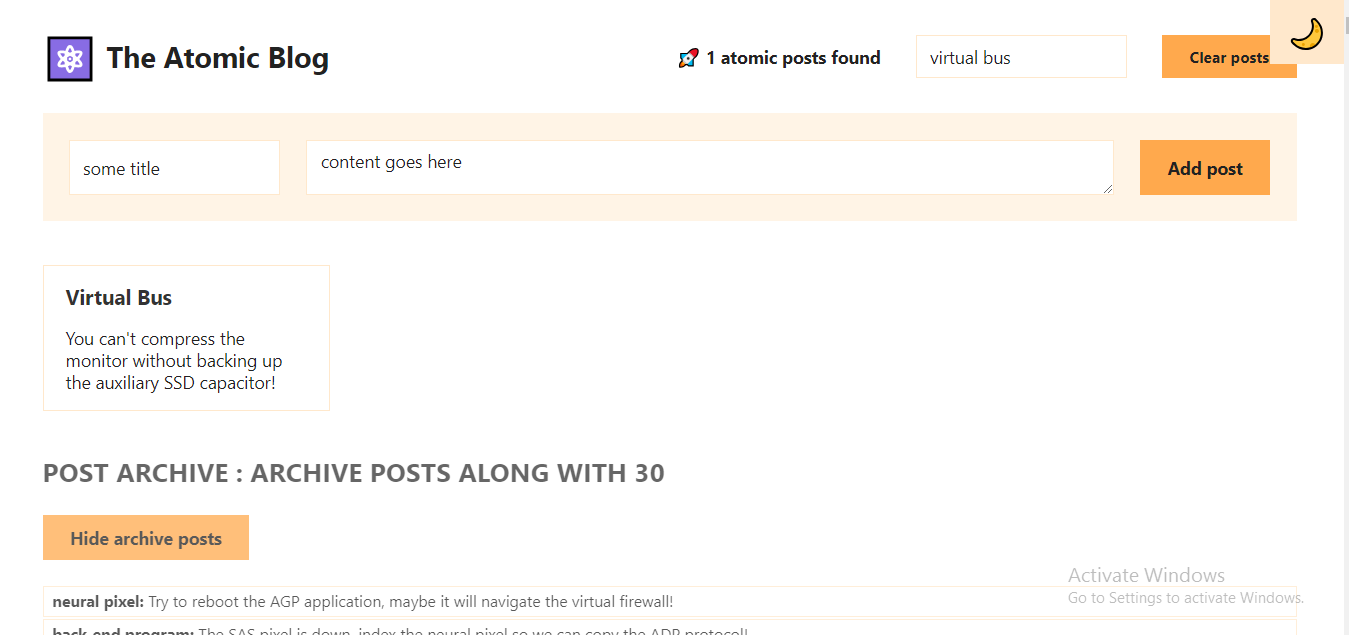 The Atomic Blog
🚀 1 atomic posts found
virtual bus
Clear posts
some title
content goes here
Add post
Virtual Bus
You can't compress the
monitor without backing up
the auxiliary SSD capacitor!
POST ARCHIVE : ARCHIVE POSTS ALONG WITH 30
Hide archive posts
neural pixel: Try to reboot the AGP application, maybe it will navigate the virtual firewall!
back-end program: The SAS pixel is down, index the neural pixel so we can copy the ADP protocol!
Activate Windows
Go to Settings to activate Windows.